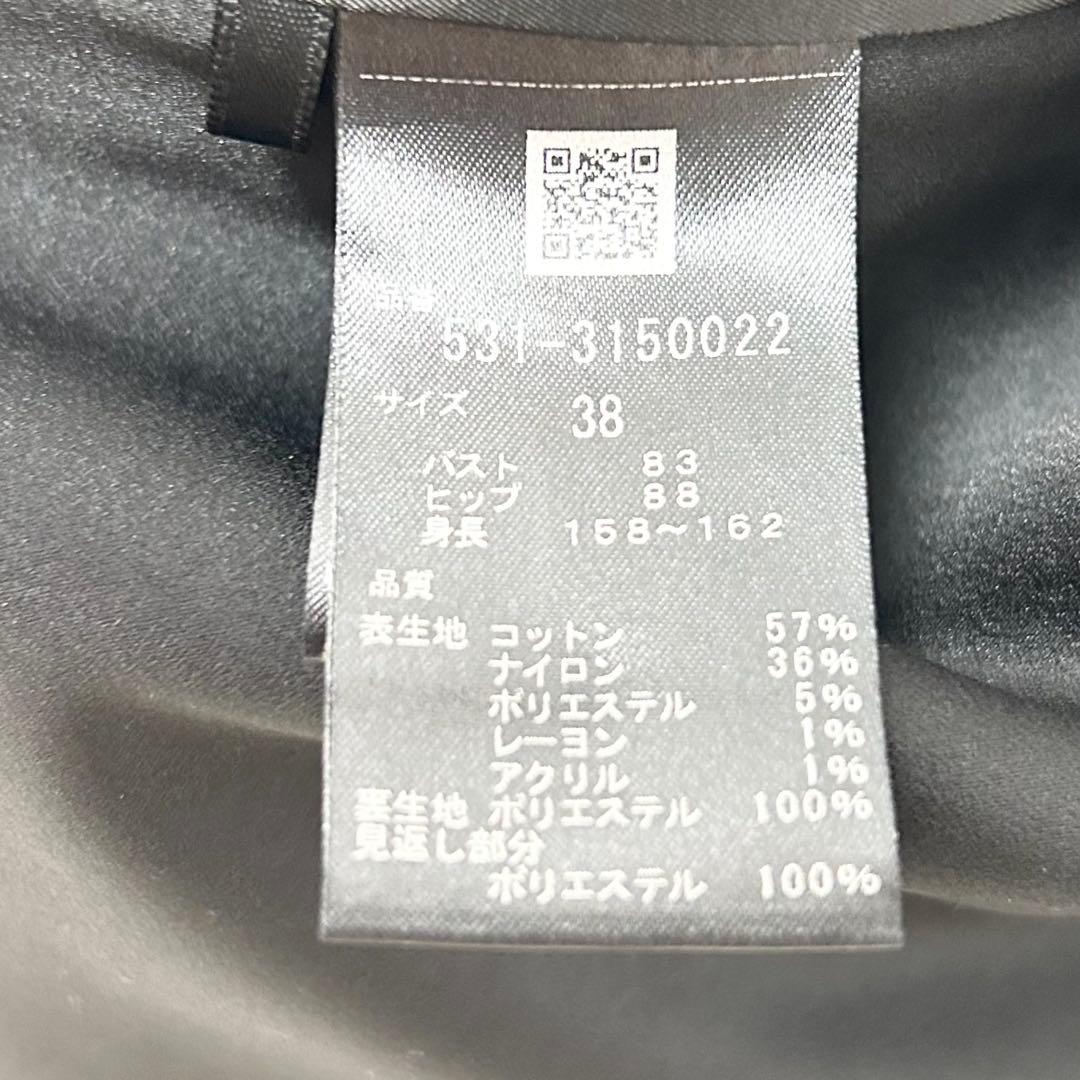 品番
531-3150022
サイズ 38
バスト 83
ヒップ 88
身長 158～162
品質
表生地 コットン 57%
ナイロン 36%
ポリエステル 5%
レーヨン 1%
アクリル 1%
裏生地 ポリエステル 100%
見返し部分
ポリエステル 100%